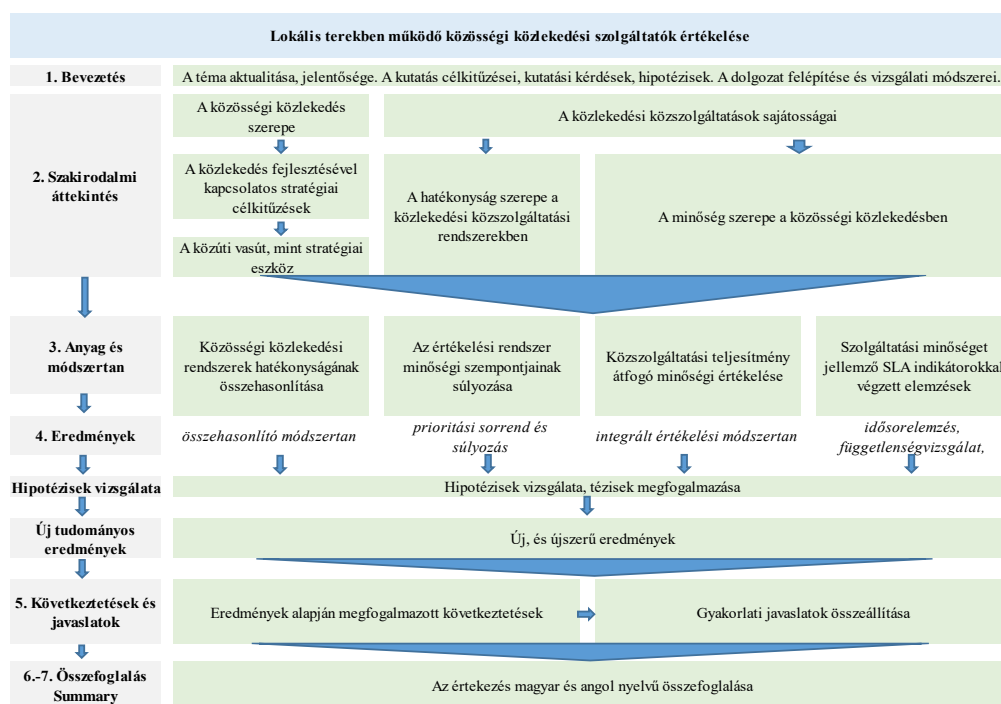 Lokális terekben működő közösségi közlekedési szolgáltatók értékelése
1. Bevezetés
A téma aktualitása, jelentősége. A kutatás célkitűzései, kutatási kérdések, hipotézisek. A dolgozat felépítése és vizsgálati módszerei.
2. Szakirodalmi
áttekintés
A közösségi közlekedés
szerepe
A közlekedési közszolgáltatások sajátosságai
A közlekedés fejlesztésével
kapcsolatos stratégiai
célkitűzések
A hatékonyság szerepe a
közlekedési közszolgáltatási
rendszerekben
A minőség szerepe a közösségi közlekedésben
A közúti vasút, mint stratégiai
eszköz
3. Anyag és
módszertan
Közösségi közlekedési
rendszerek hatékonyságának
összehasonlítása
Az értékelési rendszer
minőségi szempontjainak
súlyozása
Közszolgáltatási teljesítmény
átfogó minőségi értékelése
Szolgáltatási minőséget
jellemző SLA indikátorokkal
végzett elemzések
4. Eredmények
összehasonlító módszertan
prioritási sorrend és
súlyozás
integrált értékelési módszertan
idősorelemzés,
függetlenségvizsgálat,
Hipotézisek vizsgálata
Hipotézisek vizsgálata, tézisek megfogalmazása
Új tudományos
eredmények
Új, és újszerű eredmények
5. Következtetések és
javaslatok
Eredmények alapján megfogalmazott következtetések
Gyakorlati javaslatok összeállítása
6.-7. Összefoglalás
Summary
Az értekezés magyar és angol nyelvű összefoglalása